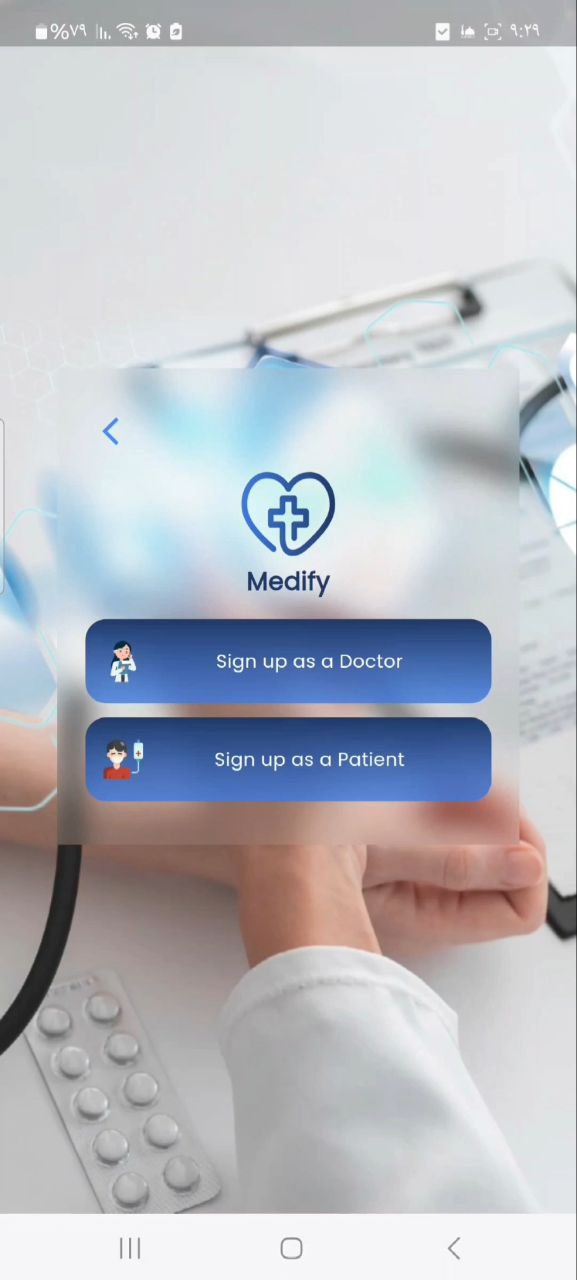 %٧٩
٩:٢٩
Medify
Sign up as a Doctor
Sign up as a Patient